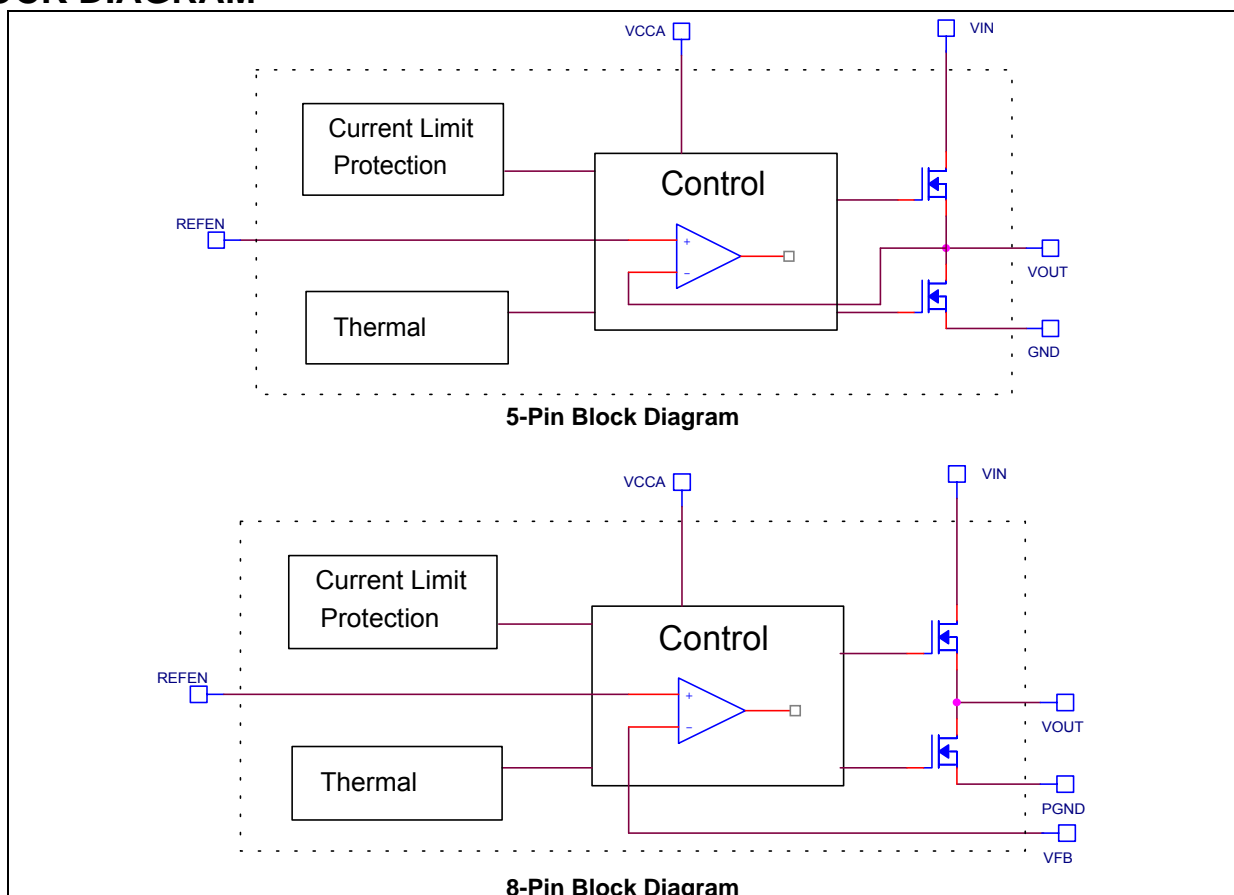 VCCA
VIN
Current Limit
Protection
Control
REFEN
+
−
VOUT
Thermal
GND
5-Pin Block Diagram
VCCA
VIN
Current Limit
Protection
Control
REFEN
+
−
VOUT
Thermal
PGND
VFB
8-Pin Block Diagram